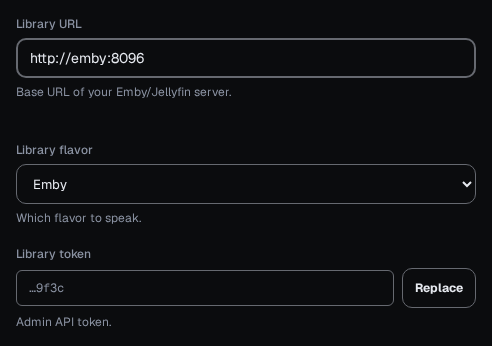 Library URL
http://emby:8096
Base URL of your Emby/Jellyfin server.
Library flavor
Emby
Which flavor to speak.
Library token
…9f3c
Replace
Admin API token.